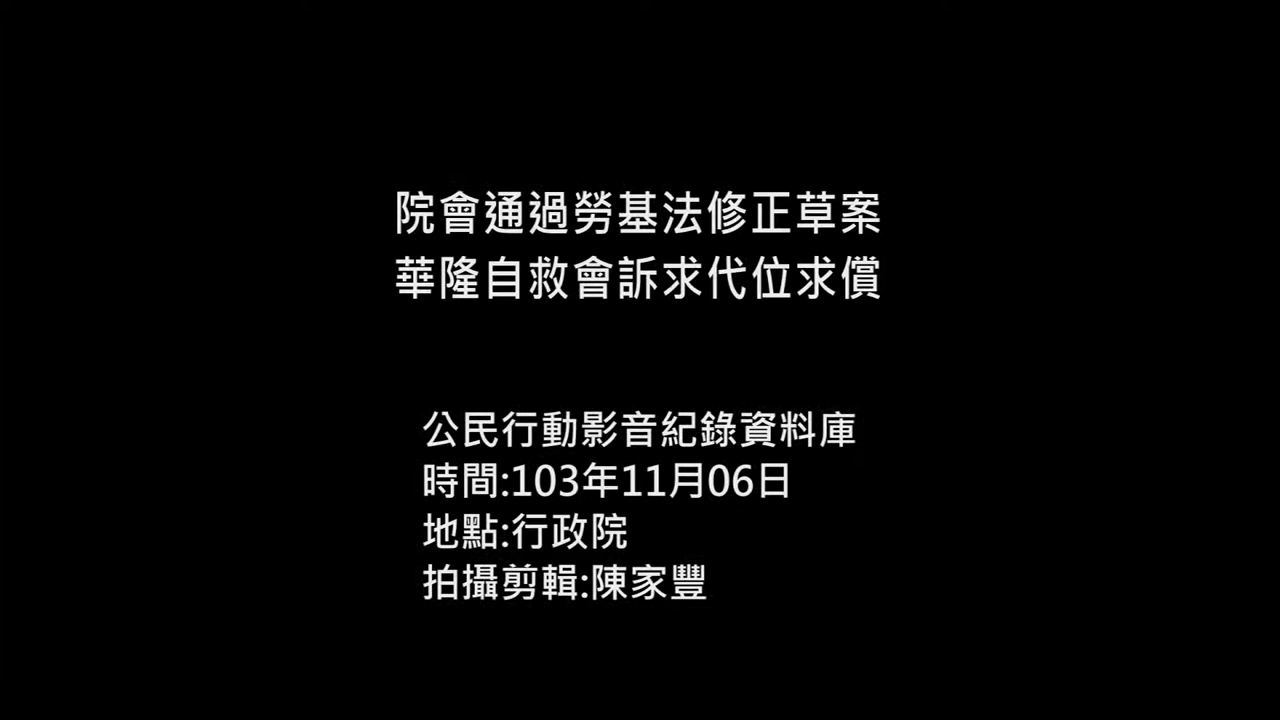 院會通過勞基法修正草案
華隆自救會訴求代位求償
公民行動影音紀錄資料庫
時間:103年11月06日
地點:行政院
拍攝剪輯:陳家豐